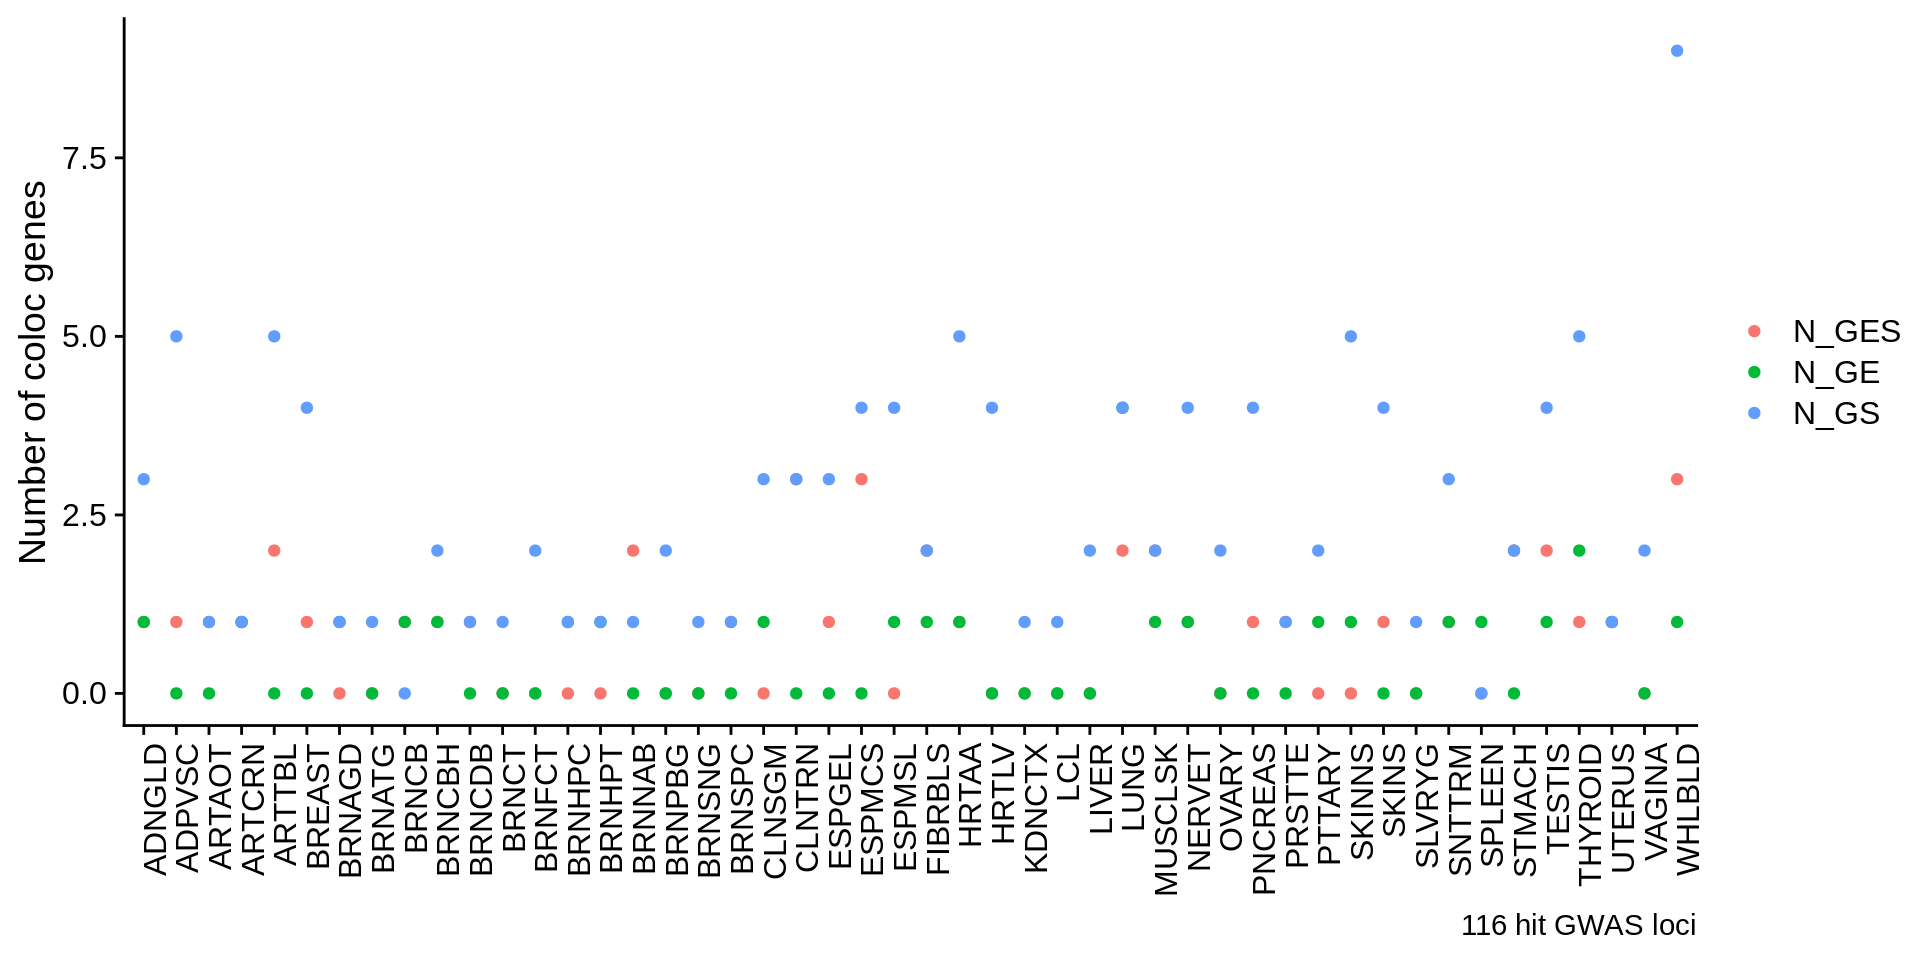 Number of coloc genes
7.5
5.0
2.5
0.0
ADNGLD
ADPVSC
ARTAOT
ARTCRN
ARTTBL
BREAST
BRNAGD
BRNATG
BRNCB
BRNCBH
BRNCDB
BRNCT
BRNFCT
BRNHPC
BRNHPT
BRNNAB
BRNPBG
BRNSNG
BRNSPC
CLNSGM
CLNTRN
ESPGEL
ESPMCS
ESPMSL
FIBRBLS
HRTAA
HRTLV
KDNCTX
LCL
LIVER
LUNG
MUSCLSK
NERVET
OVARY
PNCREAS
PRSTTE
PTTARY
SKINNS
SKINS
SLVRYG
SNTTRM
SPLEEN
STMACH
TESTIS
THYROID
UTERUS
VAGINA
WHLBLD
N_GES
N_GE
N_GS
116 hit GWAS loci